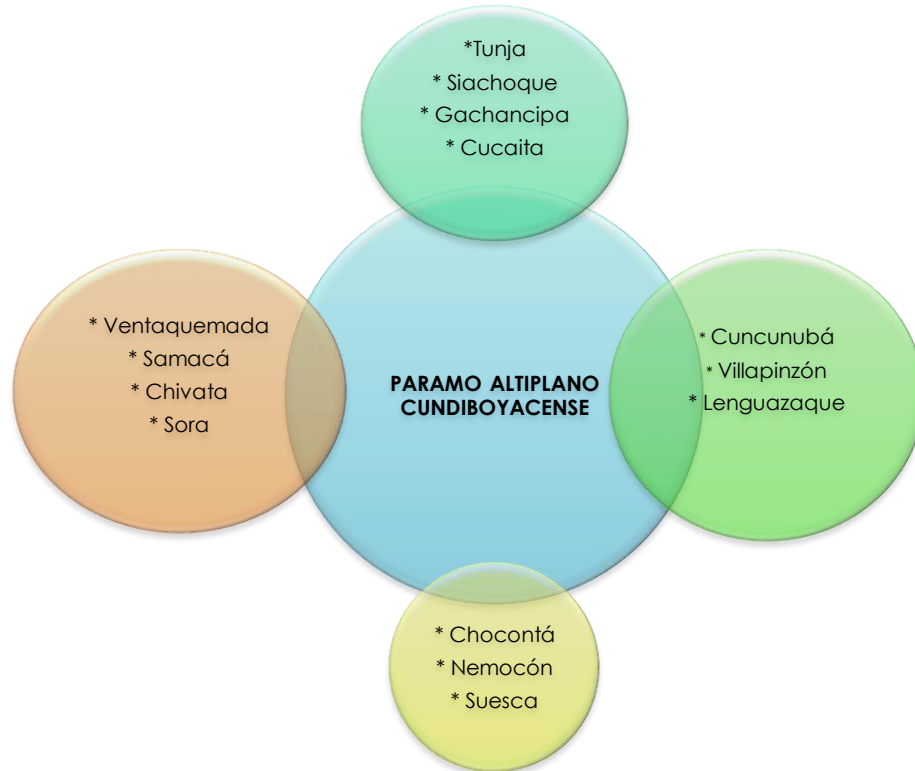 *Tunja
* Siachoque
* Gachancipa
* Cucaita
* Ventaquemada
* Samacá
* Chivata
* Sora
PARAMO ALTIPLANO
CUNDIBOYACENSE
* Cuncunubá
* Villapinzón
* Lenguazaque
* Chocontá
* Nemocón
* Suesca